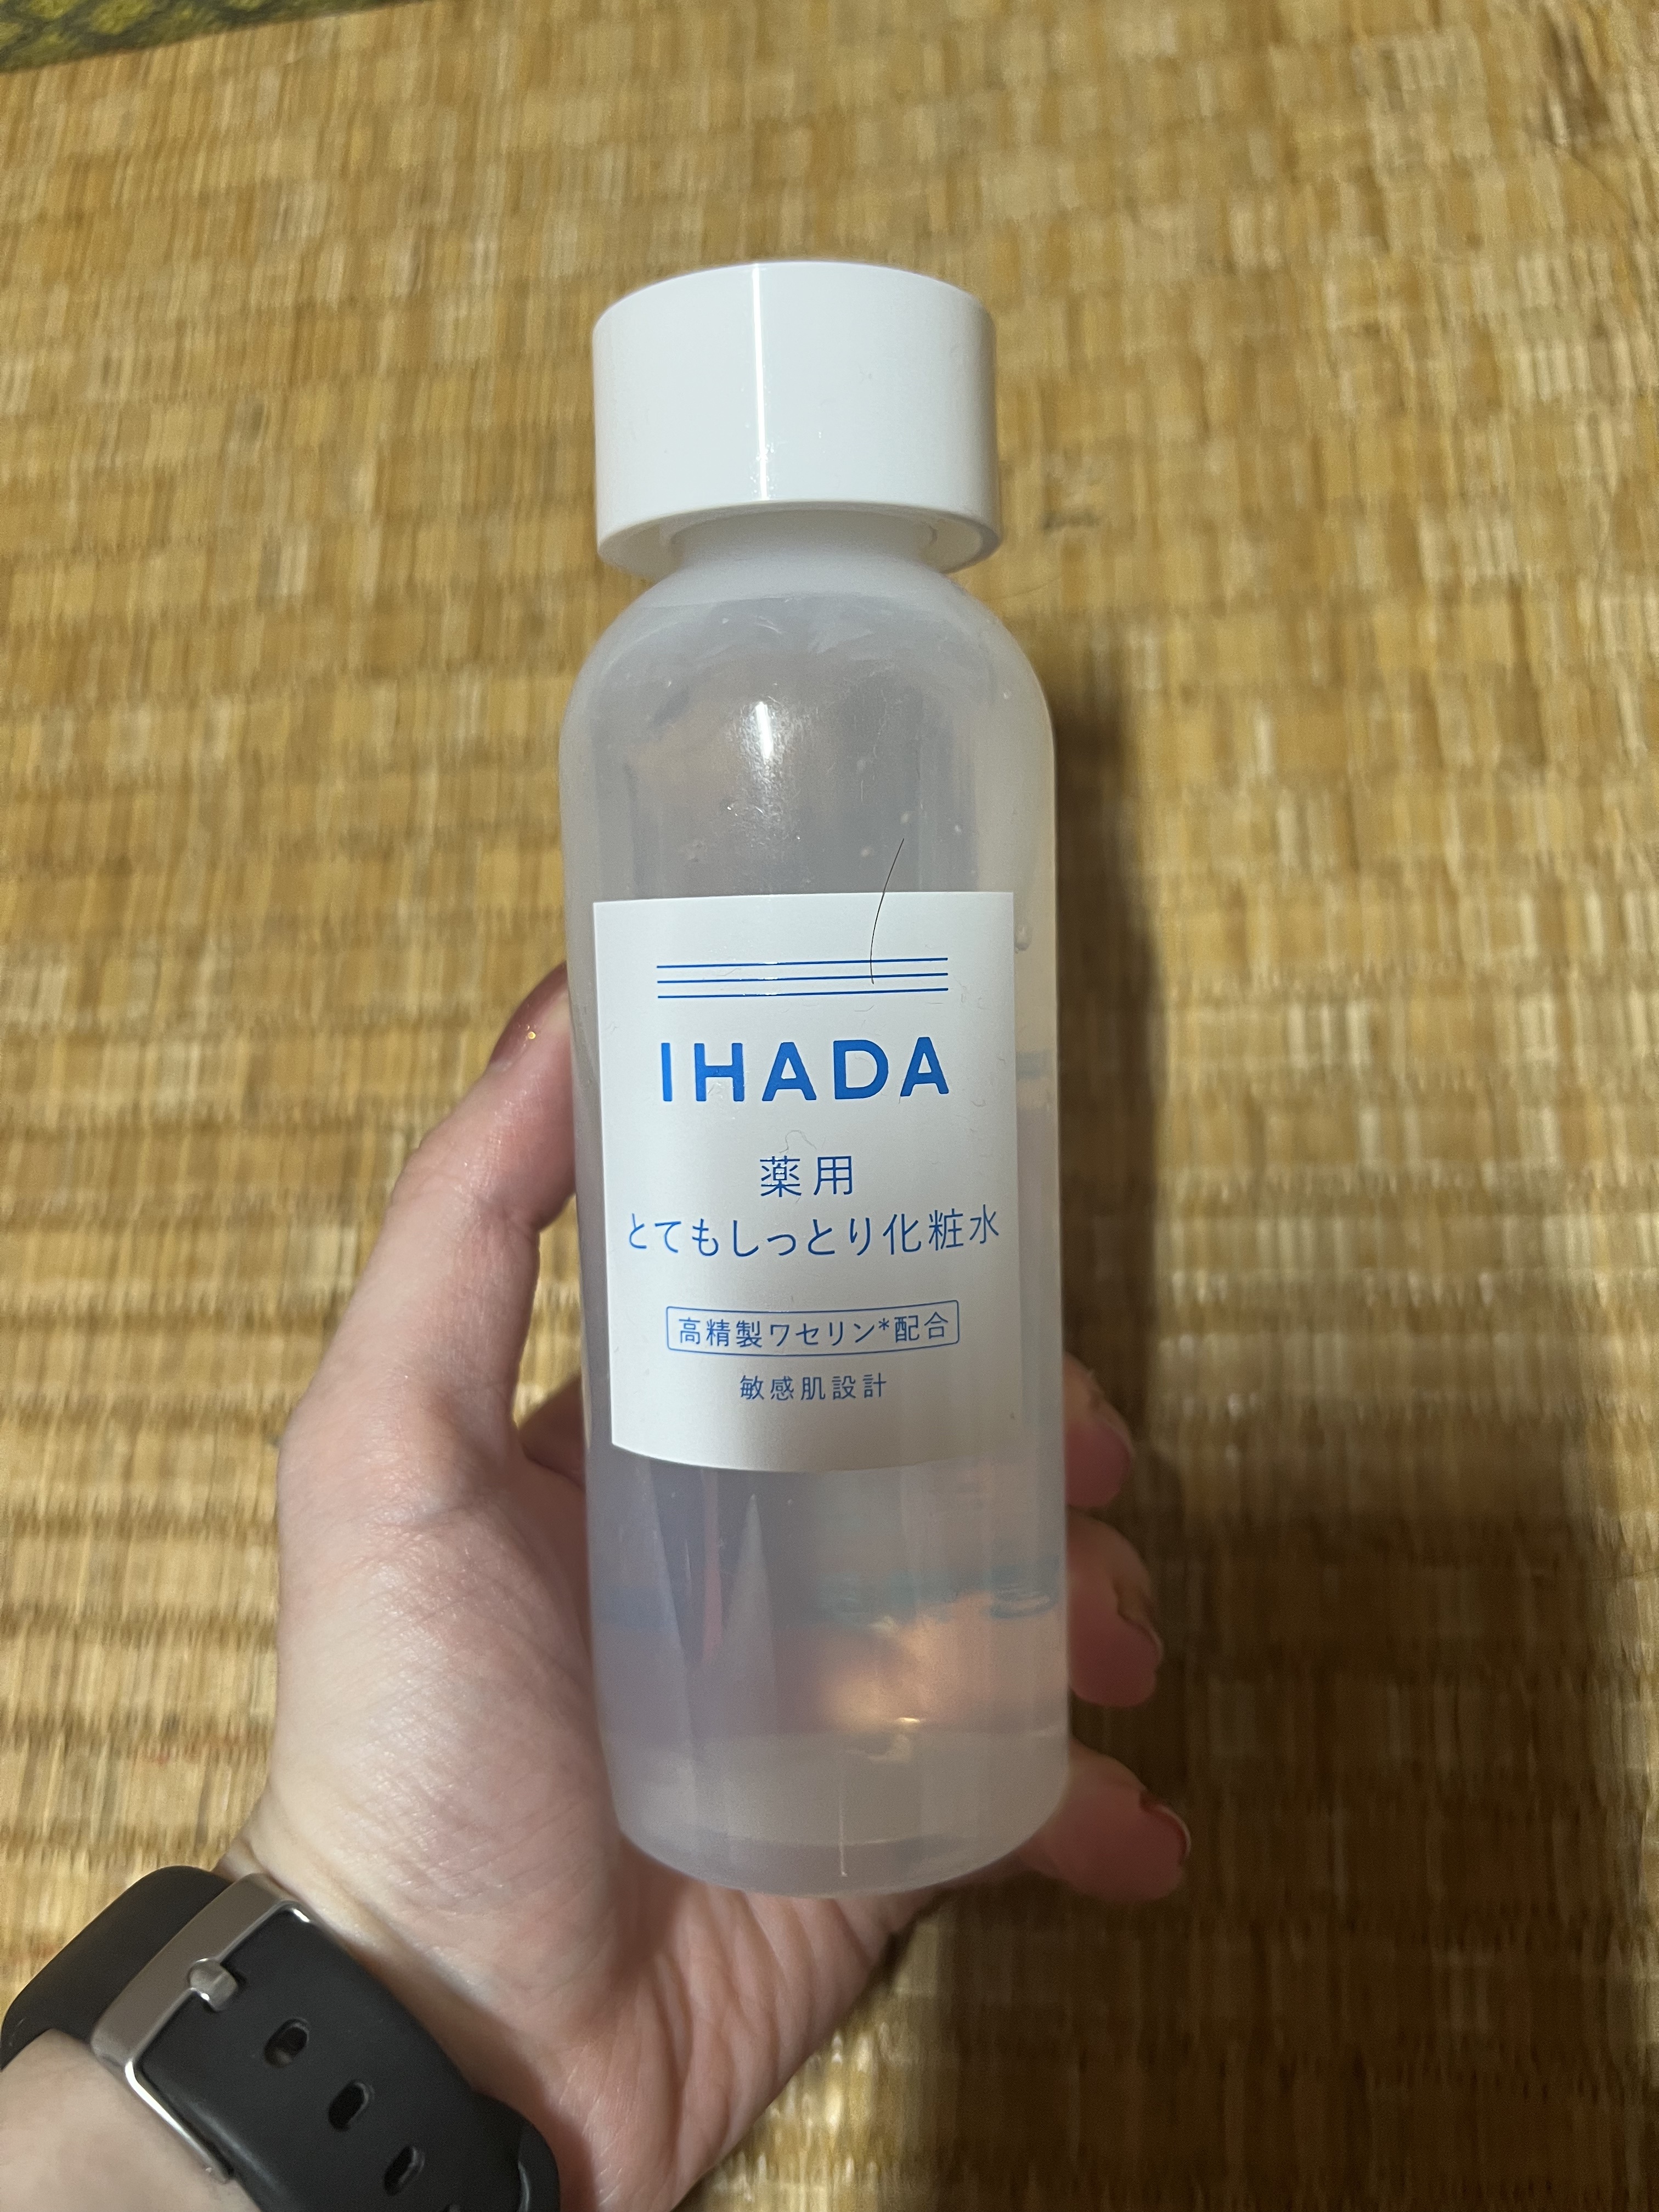 IHADA
薬用
とてもしっとり化粧水
高精製ワセリン*配合
敏感肌設計